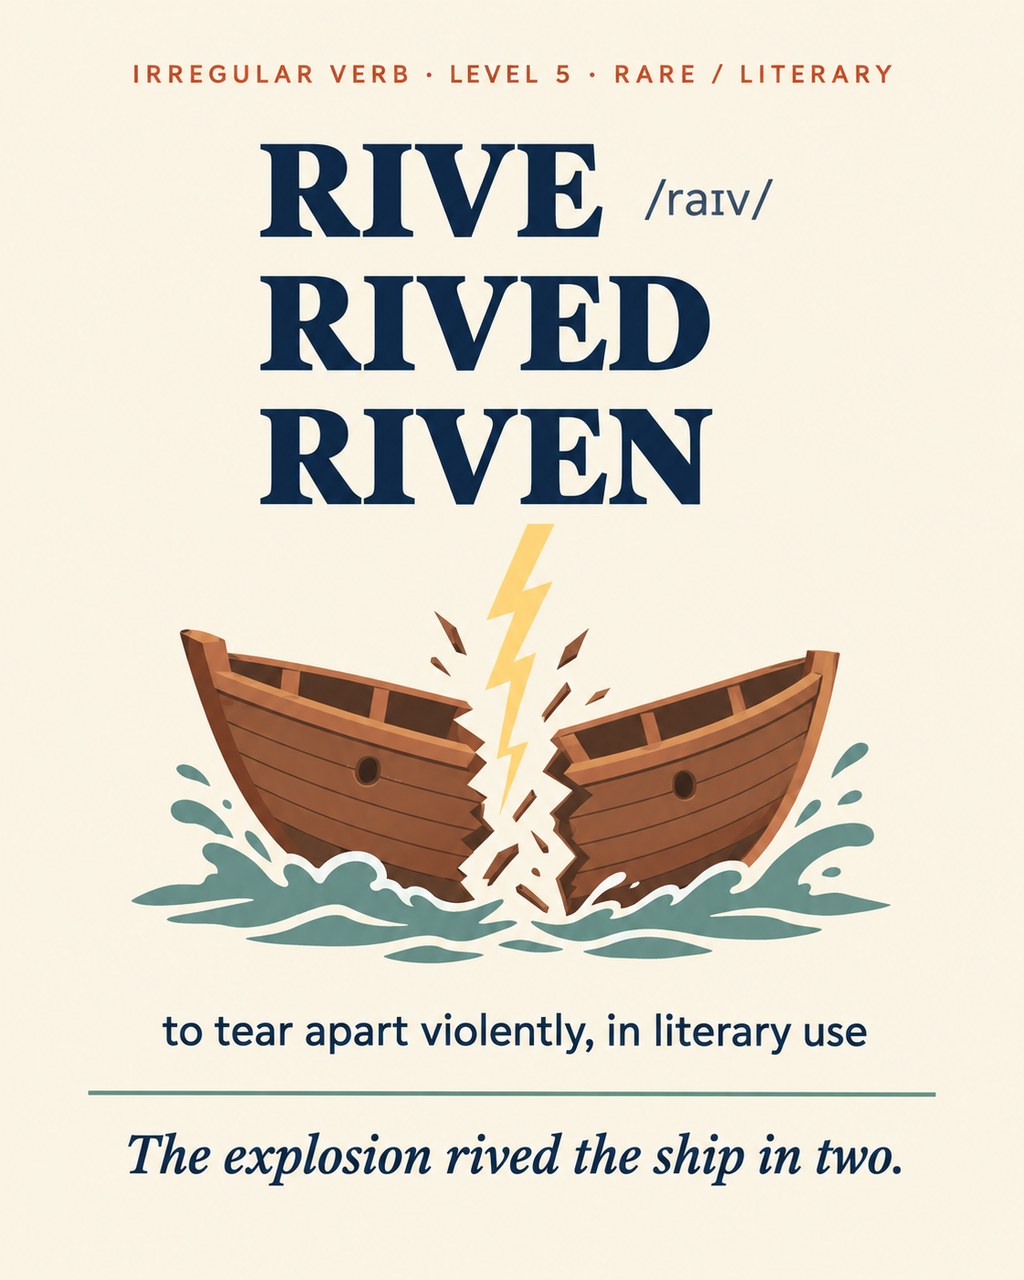 IRREGULAR VERB · LEVEL 5 · RARE / LITERARY
RIVE /raɪv/
RIVED
RIVEN
to tear apart violently, in literary use
The explosion rived the ship in two.